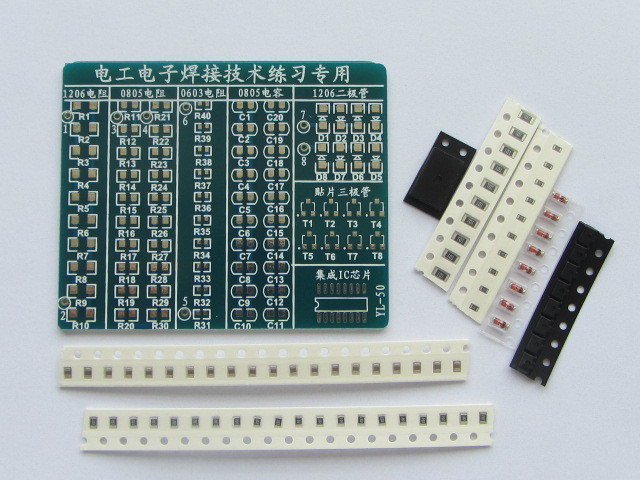 电工电子焊接技术练习专用
1206电阻 0805电阻 0603电阻 0805电容 1206二极管
R1 R11 R21 R40 C1 C20
1 3 4 6 7
R2 R12 R22 R39 C2 C19 D1 D2 D3 D4
R3 R13 R23 R38 C3 C18 8
D8 D7 D6 D5
R4 R14 R24 R37 C4 C17 贴片三极管
R5 R15 R25 R36 C5 C16
T1 T2 T3 T4
R6 R16 R26 R35 C6 C15
R7 R17 R27 R34 C7 C14 T5 T6 T7 T8
R8 R18 R28 R33 C8 C13 集成IC芯片
R9 R19 R29 R32 C9 C12
2 5
R10 R20 R30 R31 C10 C11
YL-50